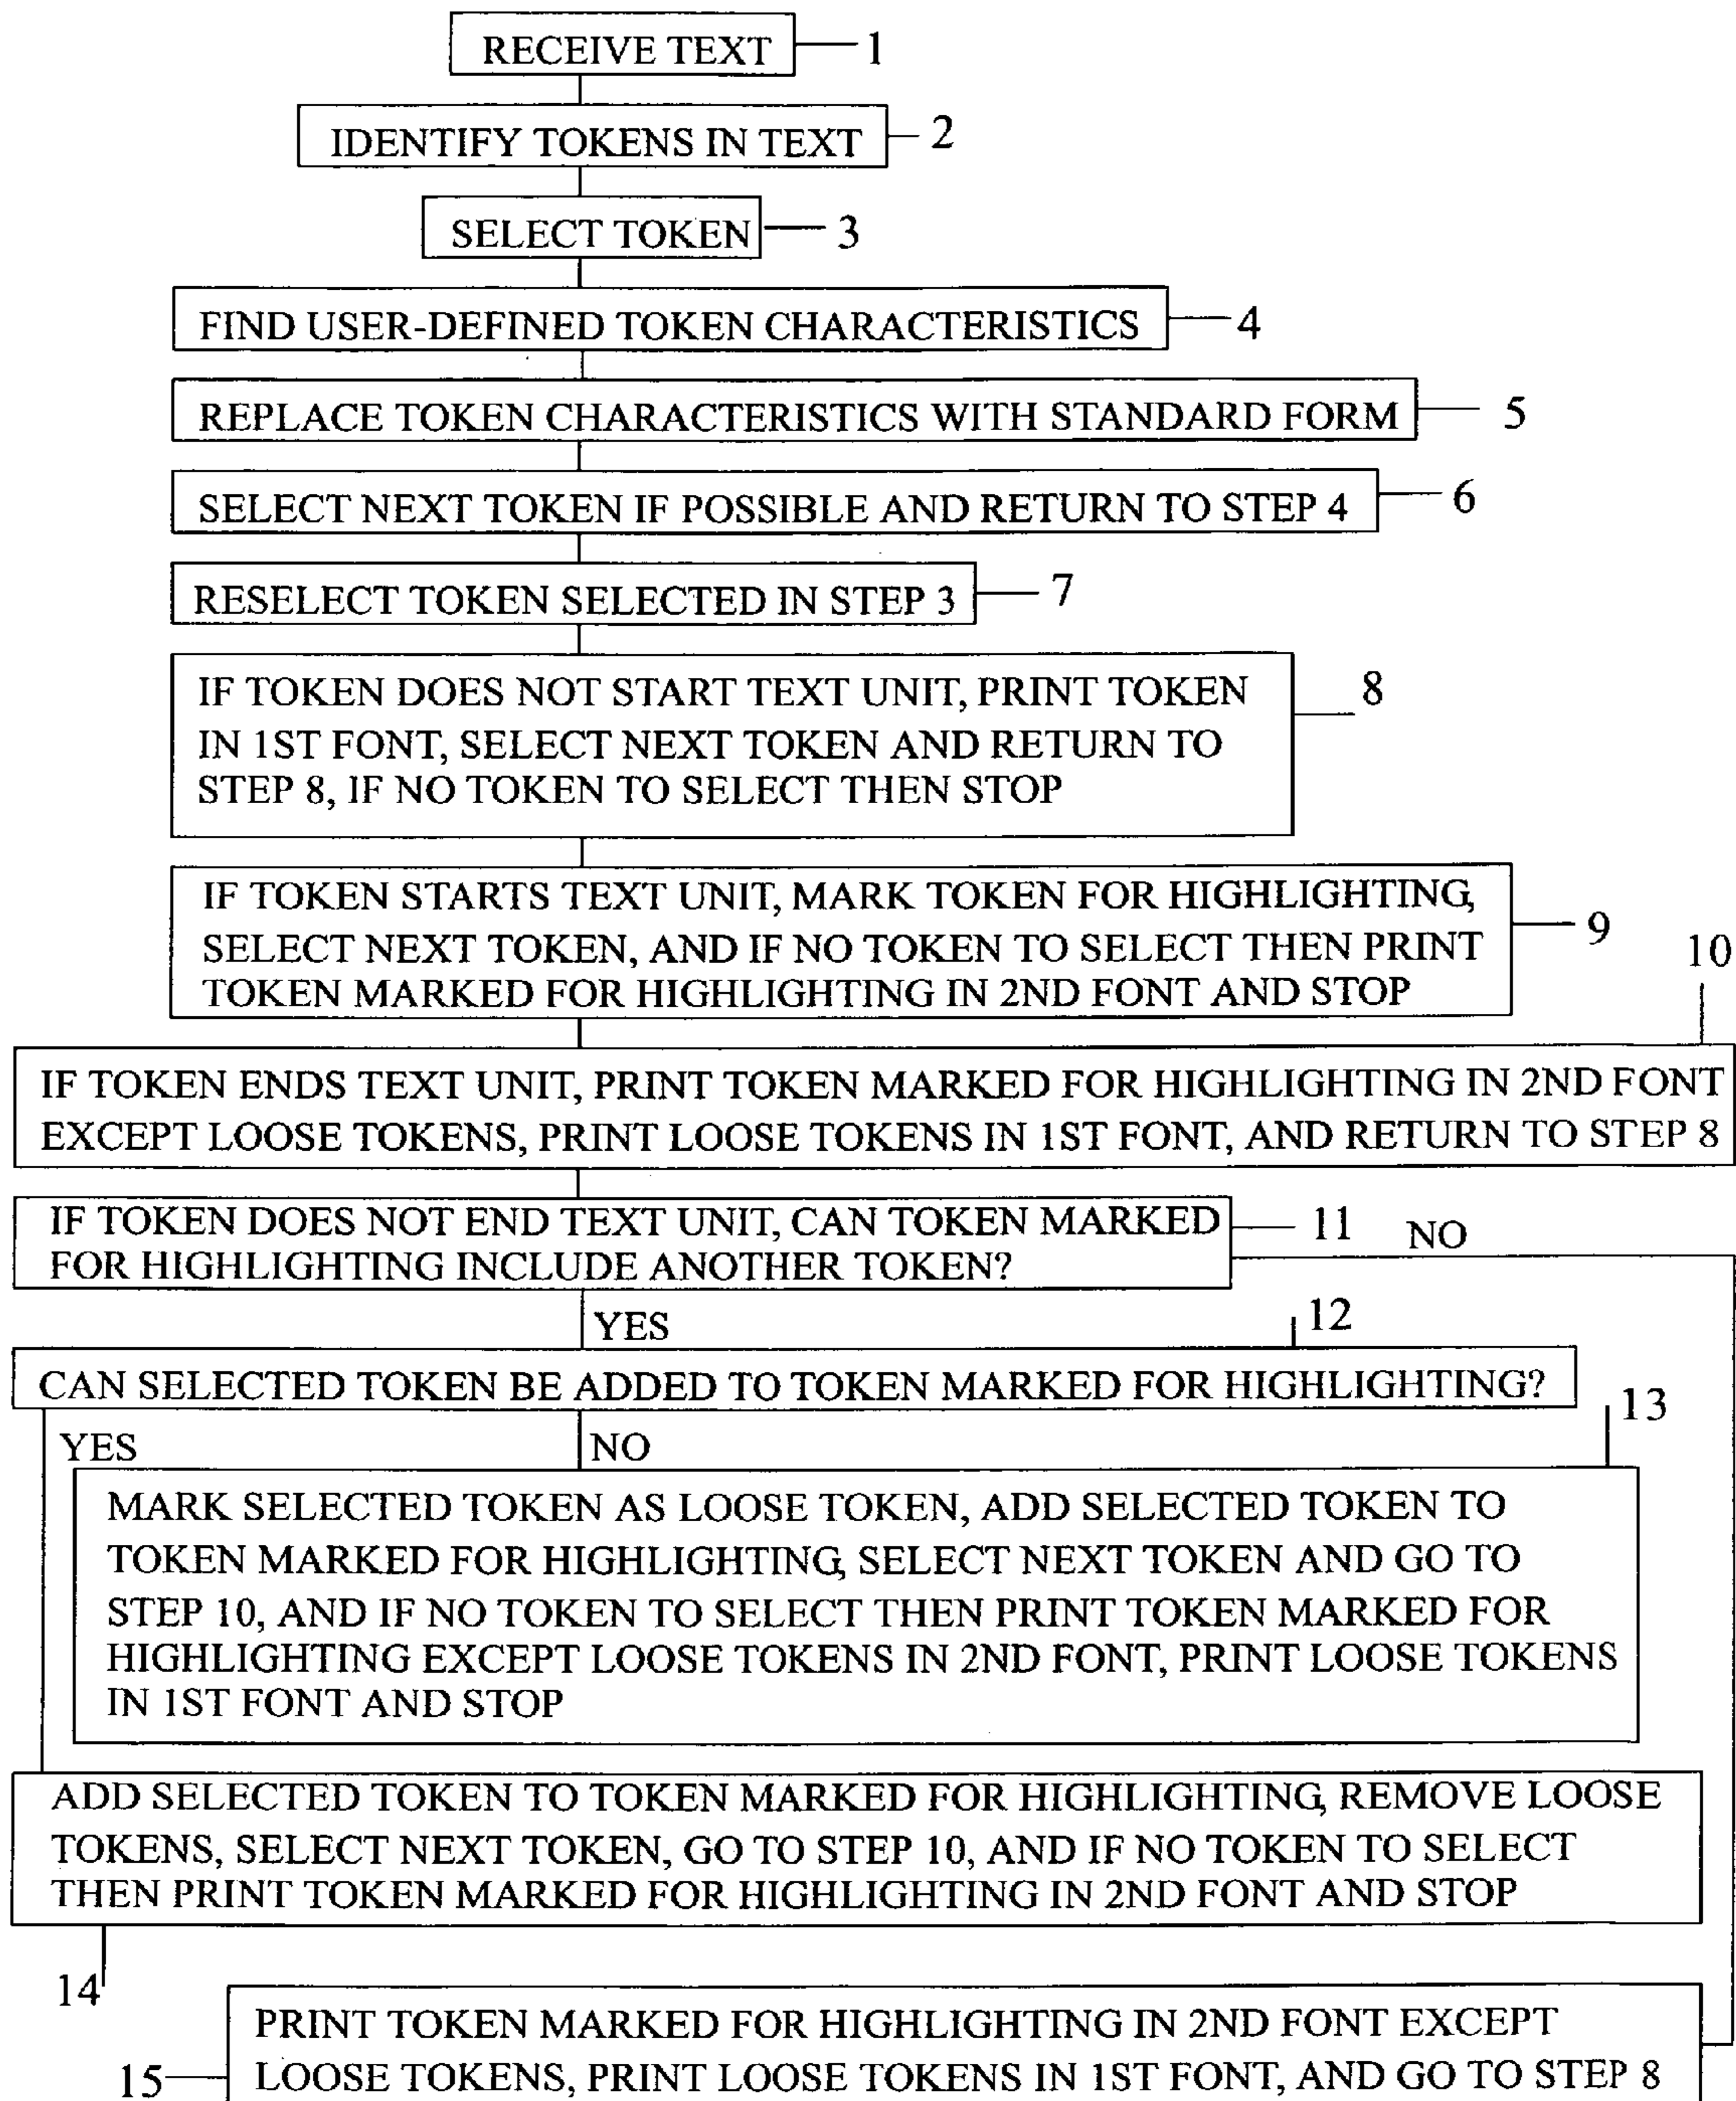 RECEIVE TEXT
1
IDENTIFY TOKENS IN TEXT
2
SELECT TOKEN
3
FIND USER-DEFINED TOKEN CHARACTERISTICS
4
REPLACE TOKEN CHARACTERISTICS WITH STANDARD FORM
5
SELECT NEXT TOKEN IF POSSIBLE AND RETURN TO STEP 4
6
RESELECT TOKEN SELECTED IN STEP 3
7
IF TOKEN DOES NOT START TEXT UNIT, PRINT TOKEN
IN 1ST FONT, SELECT NEXT TOKEN AND RETURN TO
STEP 8, IF NO TOKEN TO SELECT THEN STOP
8
IF TOKEN STARTS TEXT UNIT, MARK TOKEN FOR HIGHLIGHTING,
SELECT NEXT TOKEN, AND IF NO TOKEN TO SELECT THEN PRINT
TOKEN MARKED FOR HIGHLIGHTING IN 2ND FONT AND STOP
9
10
IF TOKEN ENDS TEXT UNIT, PRINT TOKEN MARKED FOR HIGHLIGHTING IN 2ND FONT
EXCEPT LOOSE TOKENS, PRINT LOOSE TOKENS IN 1ST FONT, AND RETURN TO STEP 8
IF TOKEN DOES NOT END TEXT UNIT, CAN TOKEN MARKED
FOR HIGHLIGHTING INCLUDE ANOTHER TOKEN?
11
NO
YES
12
CAN SELECTED TOKEN BE ADDED TO TOKEN MARKED FOR HIGHLIGHTING?
13
YES
NO
MARK SELECTED TOKEN AS LOOSE TOKEN, ADD SELECTED TOKEN TO
TOKEN MARKED FOR HIGHLIGHTING, SELECT NEXT TOKEN AND GO TO
STEP 10, AND IF NO TOKEN TO SELECT THEN PRINT TOKEN MARKED FOR
HIGHLIGHTING EXCEPT LOOSE TOKENS IN 2ND FONT, PRINT LOOSE TOKENS
IN 1ST FONT AND STOP
ADD SELECTED TOKEN TO TOKEN MARKED FOR HIGHLIGHTING, REMOVE LOOSE
TOKENS, SELECT NEXT TOKEN, GO TO STEP 10, AND IF NO TOKEN TO SELECT
THEN PRINT TOKEN MARKED FOR HIGHLIGHTING IN 2ND FONT AND STOP
14
PRINT TOKEN MARKED FOR HIGHLIGHTING IN 2ND FONT EXCEPT
LOOSE TOKENS, PRINT LOOSE TOKENS IN 1ST FONT, AND GO TO STEP 8
15